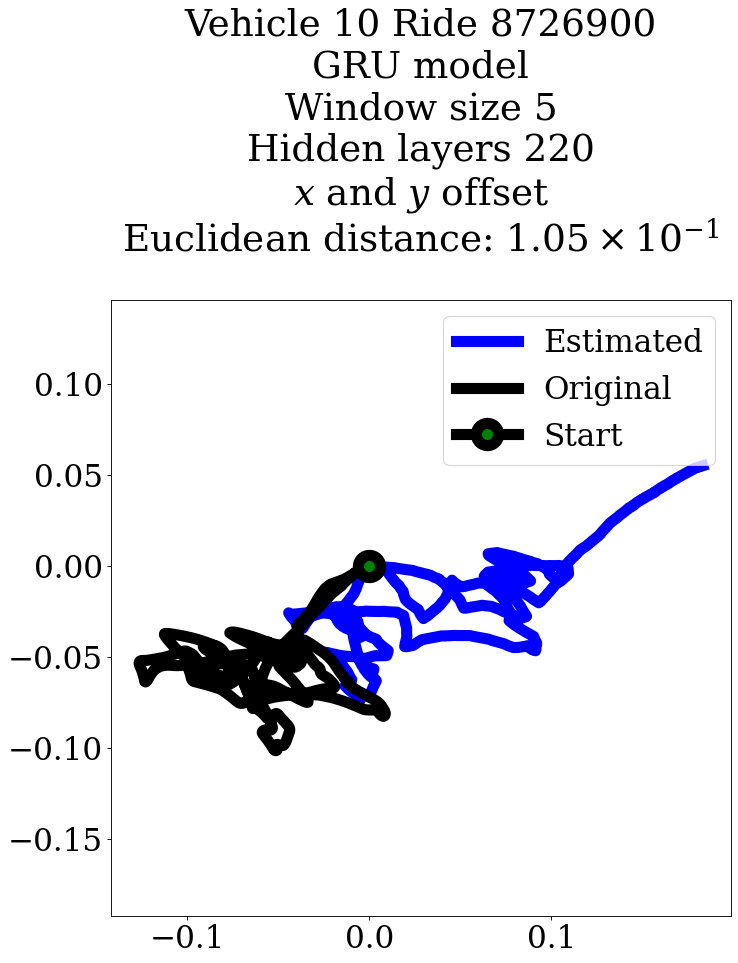 Vehicle 10 Ride 8726900
GRU model
Window size 5
Hidden layers 220
x and y offset
Euclidean distance: 1.05 × 10⁻¹
Estimated
Original
Start
0.10
0.05
0.00
−0.05
−0.10
−0.15
−0.1 0.0 0.1